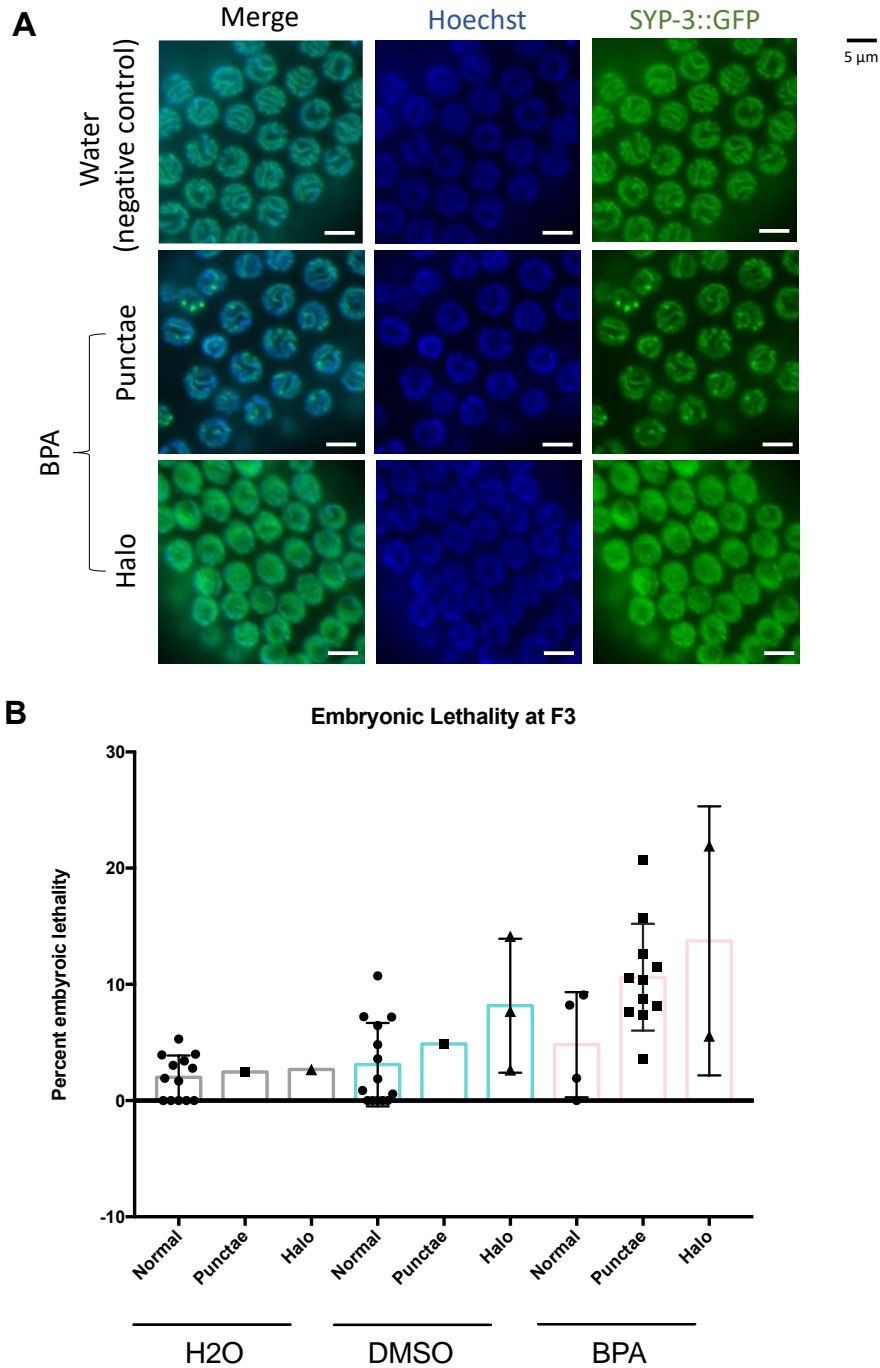 A
Merge
Hoechst
SYP-3::GFP
5 µm
Water
(negative control)
BPA
Punctae
Halo
B
Embryonic Lethality at F3
Percent embyroic lethality
30
20
10
0
-10
Normal
Punctae
Halo
Normal
Punctae
Halo
Normal
Punctae
Halo
H2O
DMSO
BPA